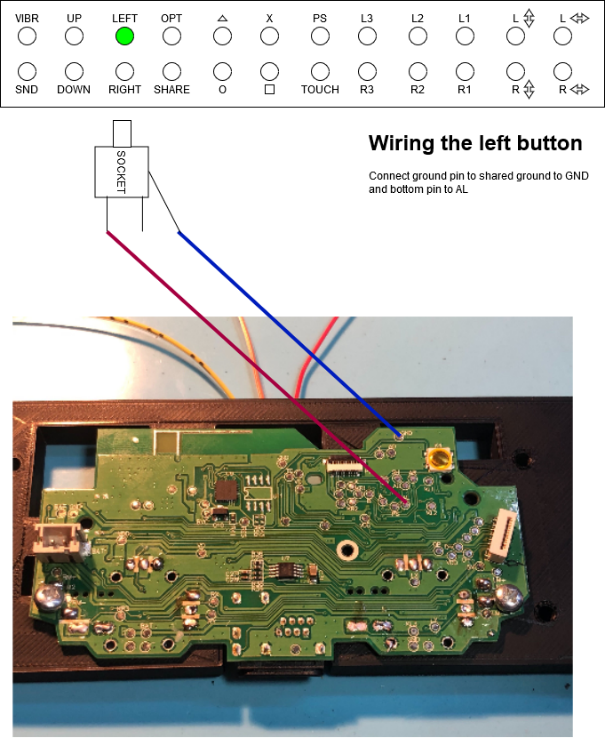 VIBR UP LEFT OPT △ X PS L3 L2 L1 L L
SND DOWN RIGHT SHARE O □ TOUCH R3 R2 R1 R R
SOCKET
Wiring the left button
Connect ground pin to shared ground to GND
and bottom pin to AL